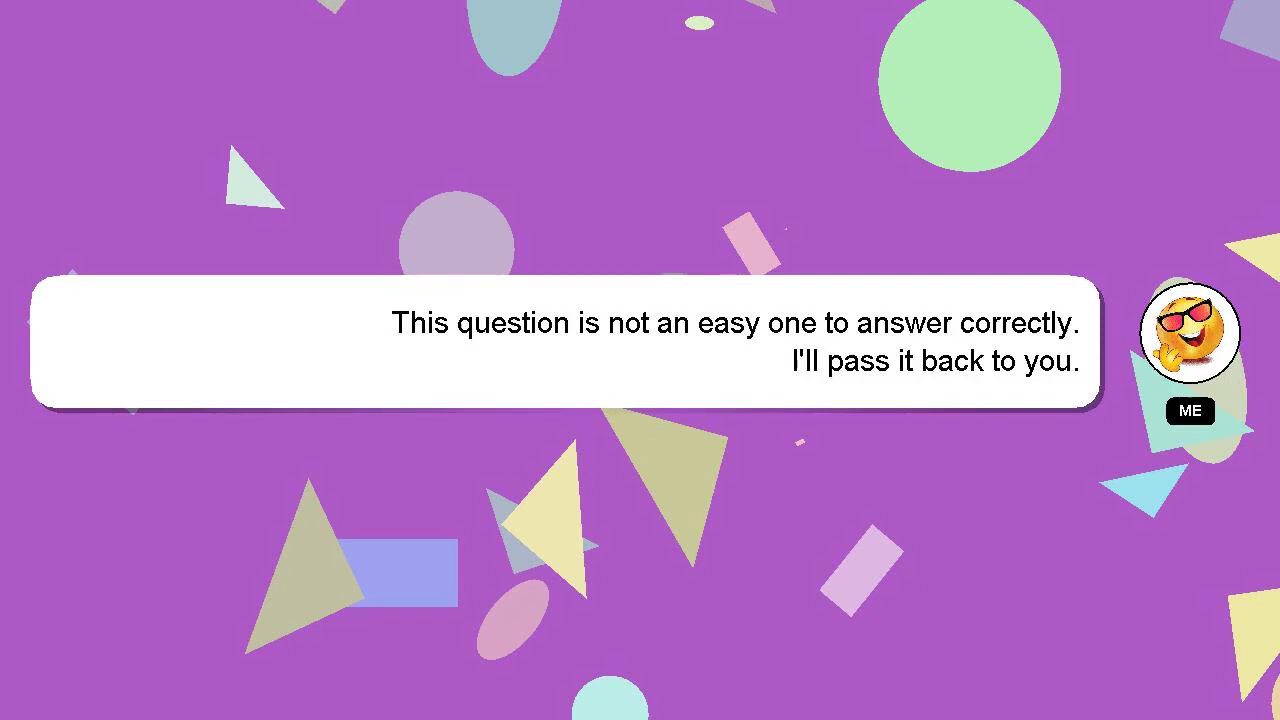 This question is not an easy one to answer correctly.
I'll pass it back to you.
ME